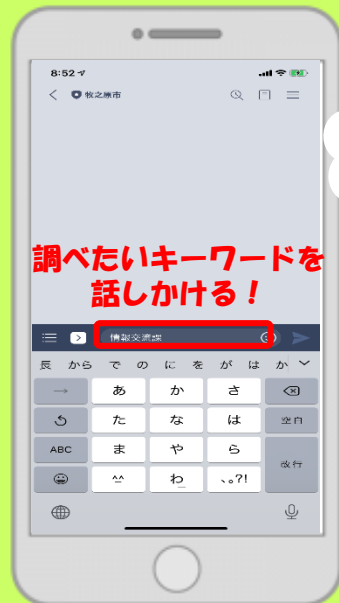 8:52
牧之原市
調べたいキーワードを
話しかける！
情報交流課
長 から で の に を が は か
→ あ か さ
た な は 空白
ABC ま や ら
^^ わ 、。?! 改行